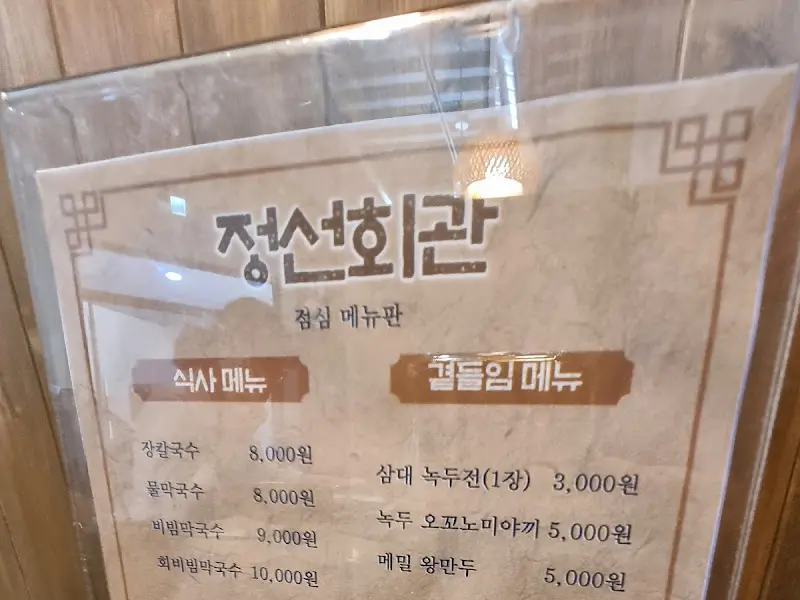 정선회관
점심 메뉴판
식사 메뉴
장칼국수 8,000원
물막국수 8,000원
비빔막국수 9,000원
회비빔막국수 10,000원
곁들임 메뉴
삼대 녹두전(1장) 3,000원
녹두 오꼬노미야끼 5,000원
메밀 왕만두 5,000원